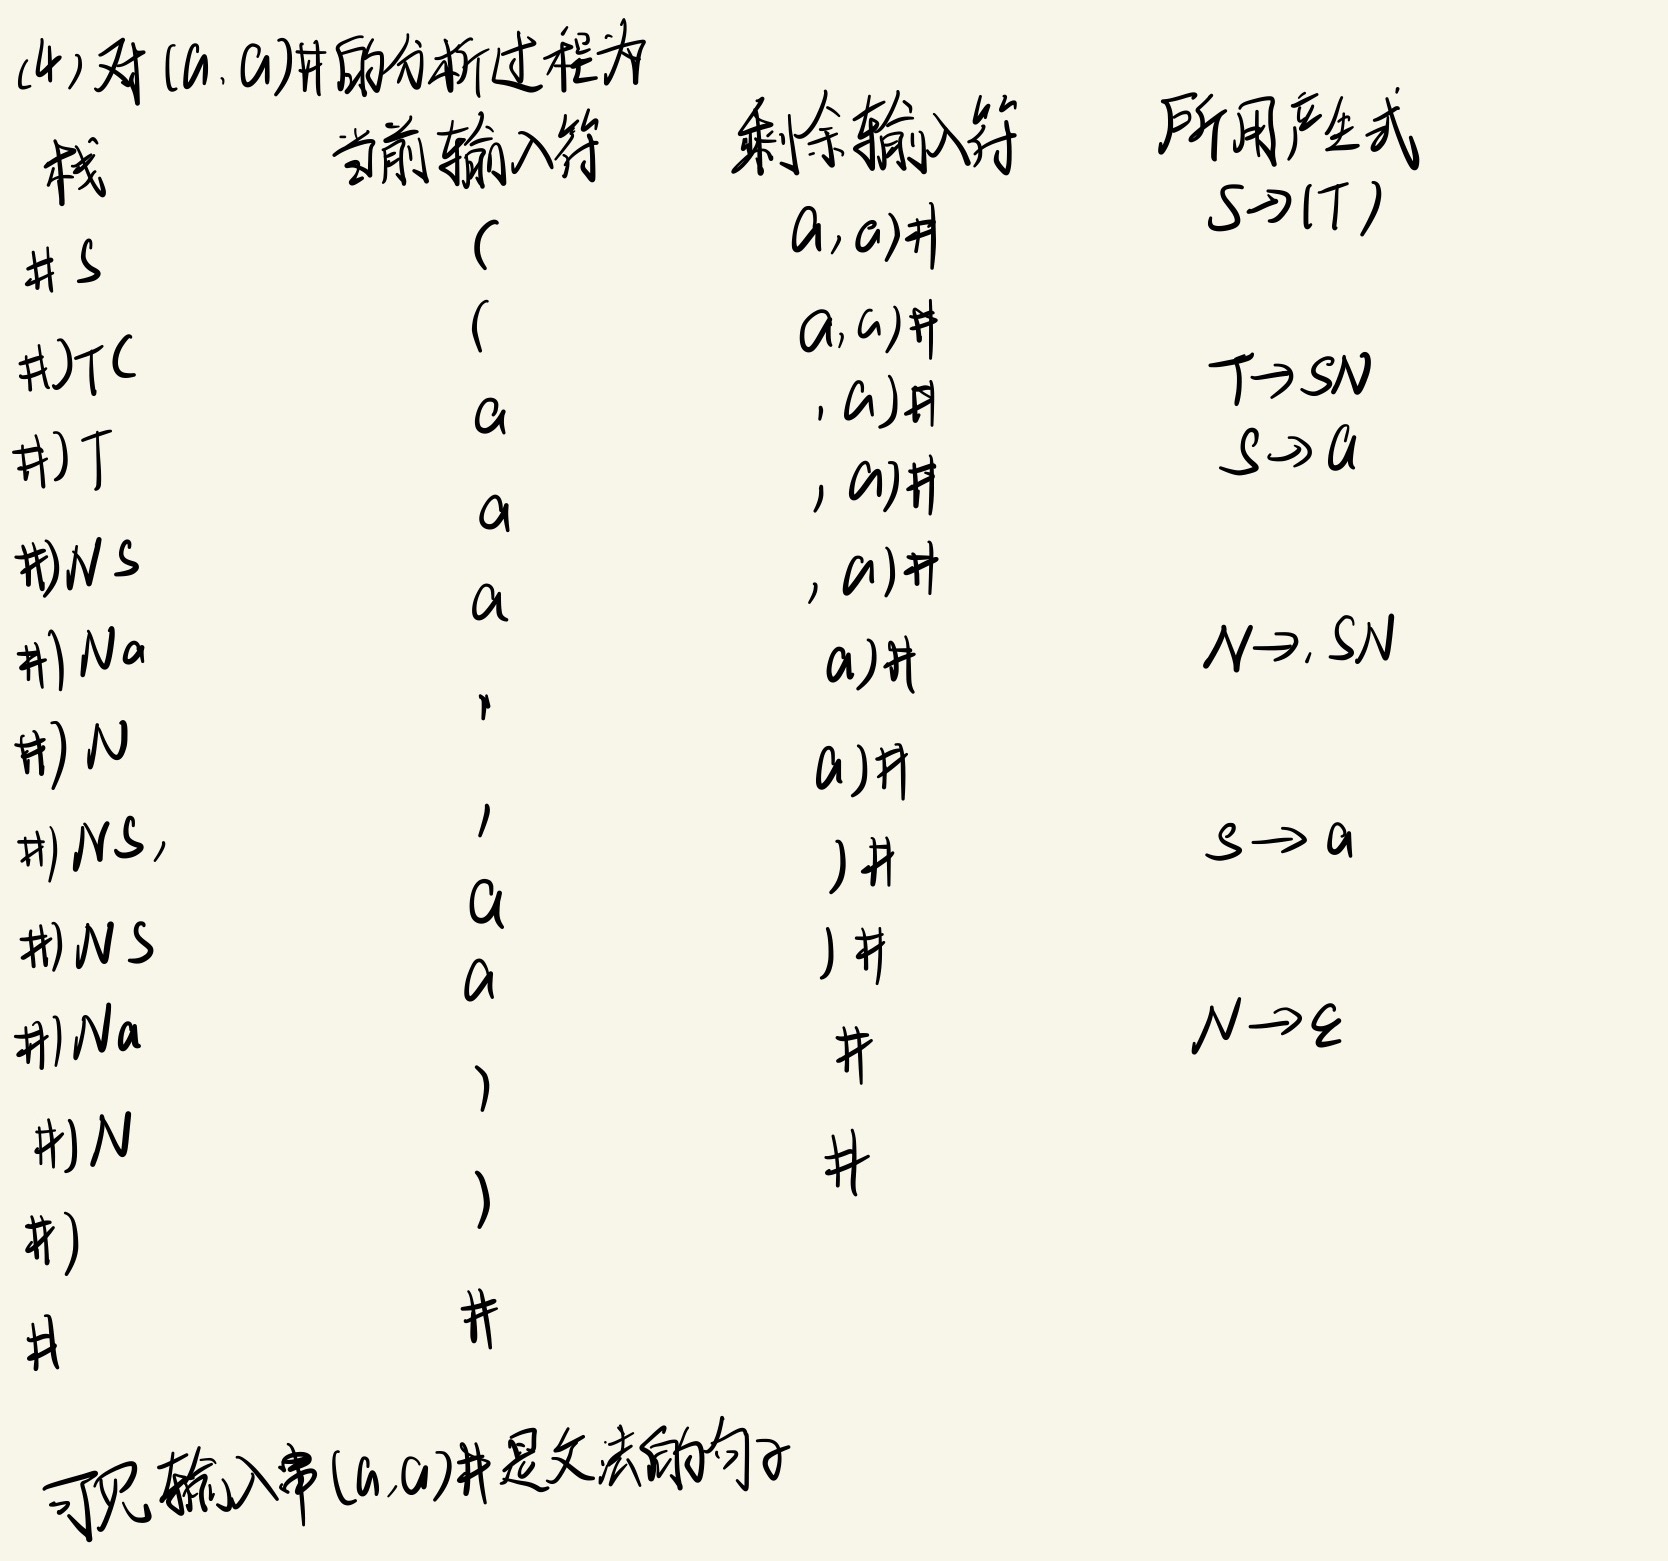 (4) 对(a,a)#的分析过程为
栈 当前输入符 剩余输入符 所用产生式
#S ( a,a)# S→(T)
#)T( ( a,a)#
#)T a ,a)# T→SN
#)NS a ,a)# S→a
#)Na a ,a)#
#)N , a)# N→,SN
#)NS, , a)#
#)NS a )# S→a
#)Na a )#
#)N ) # N→ε
#) ) #
# #
可见输入串(a,a)#是文法的句子